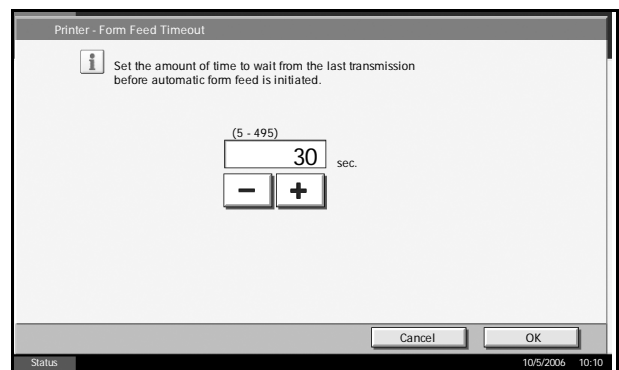 Printer - Form Feed Timeout
i
Set the amount of time to wait from the last transmission
before automatic form feed is initiated.
(5 - 495)
30 sec.
− +
Cancel OK
Status 10/5/2006 10:10